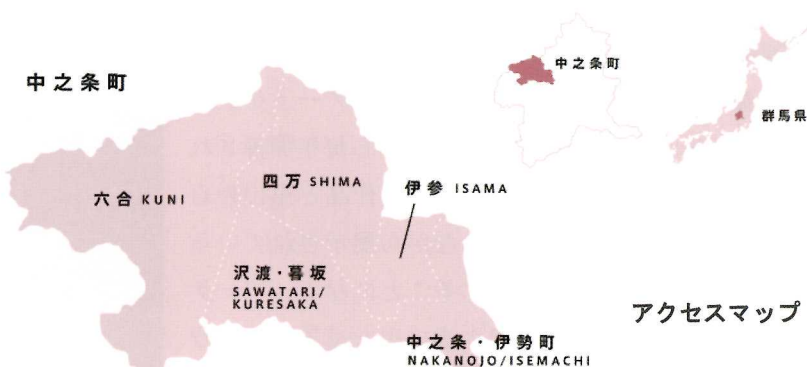 中之条町
中之条町
群馬県
六合 KUNI
四万 SHIMA
伊参 ISAMA
沢渡・暮坂
SAWATARI/
KURESAKA
アクセスマップ
中之条・伊勢町
NAKANOJO/ISEMACHI